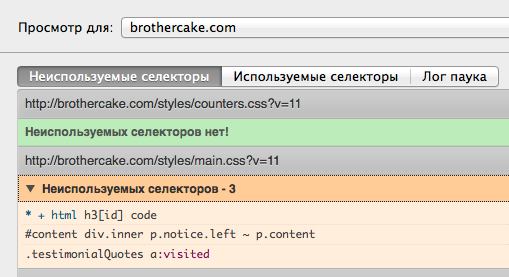 Просмотр для: brothercake.com
Неиспользуемые селекторы Используемые селекторы Лог паука
http://brothercake.com/styles/counters.css?v=11
Неиспользуемых селекторов нет!
http://brothercake.com/styles/main.css?v=11
▼ Неиспользуемых селекторов - 3
* + html h3[id] code
#content div.inner p.notice.left ~ p.content
.testimonialQuotes a:visited